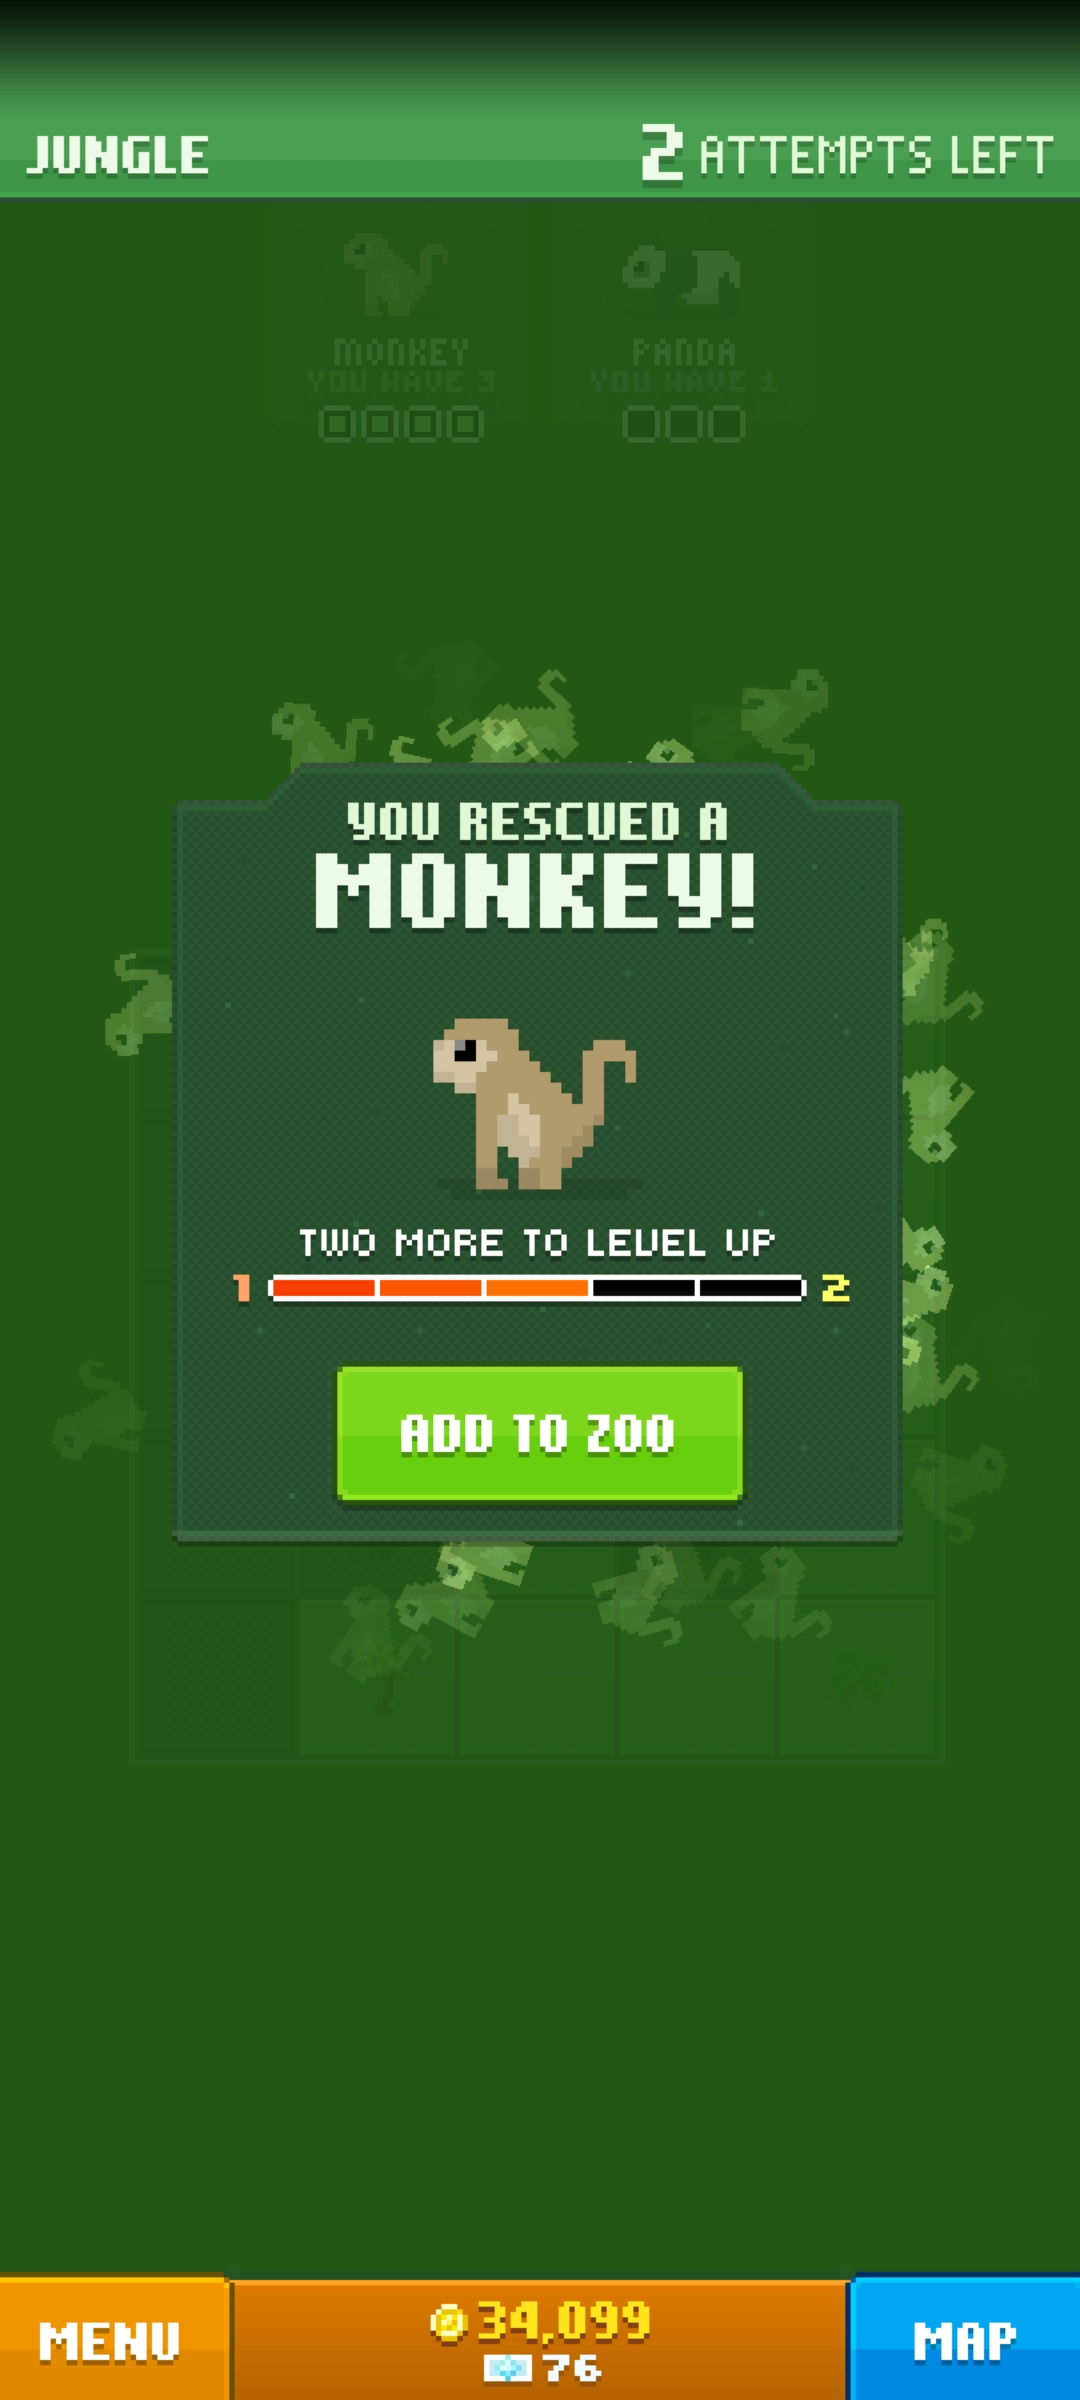 JUNGLE
2 ATTEMPTS LEFT
MONKEY
PANDA
YOU HAVE 3
YOU HAVE 1
YOU RESCUED A
MONKEY!
TWO MORE TO LEVEL UP
1 2
ADD TO ZOO
MENU
34,099
76
MAP